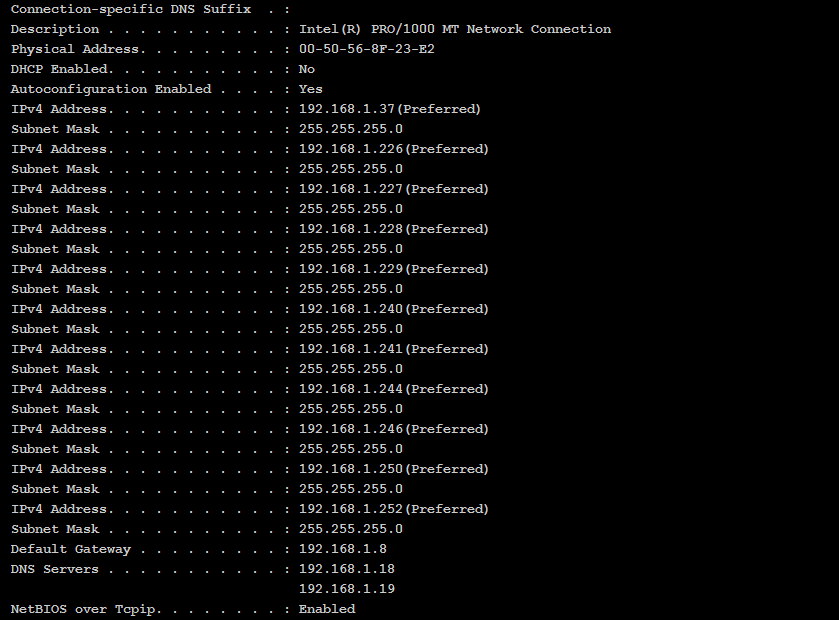 Connection-specific DNS Suffix  . :
Description . . . . . . . . . . . : Intel(R) PRO/1000 MT Network Connection
Physical Address. . . . . . . . . : 00-50-56-8F-23-E2
DHCP Enabled. . . . . . . . . . . : No
Autoconfiguration Enabled . . . . : Yes
IPv4 Address. . . . . . . . . . . : 192.168.1.37(Preferred)
Subnet Mask . . . . . . . . . . . : 255.255.255.0
IPv4 Address. . . . . . . . . . . : 192.168.1.226(Preferred)
Subnet Mask . . . . . . . . . . . : 255.255.255.0
IPv4 Address. . . . . . . . . . . : 192.168.1.227(Preferred)
Subnet Mask . . . . . . . . . . . : 255.255.255.0
IPv4 Address. . . . . . . . . . . : 192.168.1.228(Preferred)
Subnet Mask . . . . . . . . . . . : 255.255.255.0
IPv4 Address. . . . . . . . . . . : 192.168.1.229(Preferred)
Subnet Mask . . . . . . . . . . . : 255.255.255.0
IPv4 Address. . . . . . . . . . . : 192.168.1.240(Preferred)
Subnet Mask . . . . . . . . . . . : 255.255.255.0
IPv4 Address. . . . . . . . . . . : 192.168.1.241(Preferred)
Subnet Mask . . . . . . . . . . . : 255.255.255.0
IPv4 Address. . . . . . . . . . . : 192.168.1.244(Preferred)
Subnet Mask . . . . . . . . . . . : 255.255.255.0
IPv4 Address. . . . . . . . . . . : 192.168.1.246(Preferred)
Subnet Mask . . . . . . . . . . . : 255.255.255.0
IPv4 Address. . . . . . . . . . . : 192.168.1.250(Preferred)
Subnet Mask . . . . . . . . . . . : 255.255.255.0
IPv4 Address. . . . . . . . . . . : 192.168.1.252(Preferred)
Subnet Mask . . . . . . . . . . . : 255.255.255.0
Default Gateway . . . . . . . . . : 192.168.1.8
DNS Servers . . . . . . . . . . . : 192.168.1.18
192.168.1.19
NetBIOS over Tcpip. . . . . . . . : Enabled